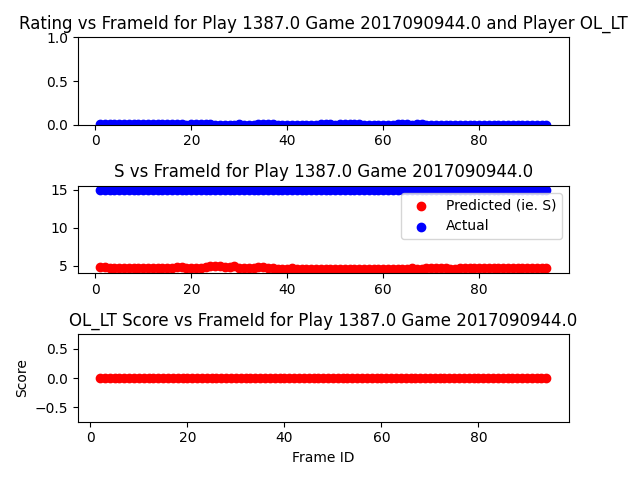 Rating vs FrameId for Play 1387.0 Game 2017090944.0 and Player OL_LT
1.0
0.5
0.0
0 20 40 60 80
S vs FrameId for Play 1387.0 Game 2017090944.0
15
10
5
Predicted (ie. S)
Actual
0 20 40 60 80
OL_LT Score vs FrameId for Play 1387.0 Game 2017090944.0
Score
0.5
0.0
−0.5
0 20 40 60 80
Frame ID